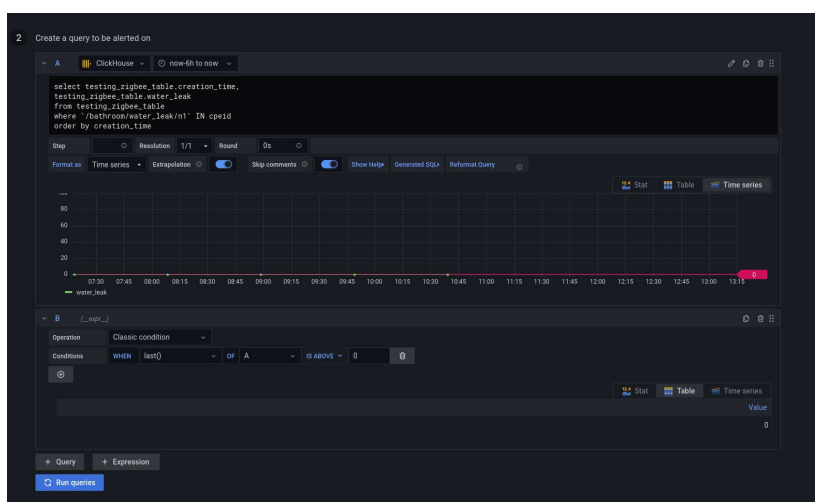 2 Create a query to be alerted on
A ClickHouse now-6h to now
select testing_zigbee_table.creation_time,
testing_zigbee_table.water_leak
from testing_zigbee_table
where '/bathroom/water_leak/n1' IN cpeid
order by creation_time
Step Resolution 1/1 Round 0s
Format as Time series Extrapolation Skip comments Show Help Generated SQL Reformat Query
Stat Table Time series
100
80
60
40
20
0 0
07:30 07:45 08:00 08:15 08:30 08:45 09:00 09:15 09:30 09:45 10:00 10:15 10:30 10:45 11:00 11:15 11:30 11:45 12:00 12:15 12:30 12:45 13:00 13:15
water_leak
B (__expr__)
Operation Classic condition
Conditions WHEN last() OF A IS ABOVE 0
Stat Table Time series
Value
0
+ Query + Expression
Run queries